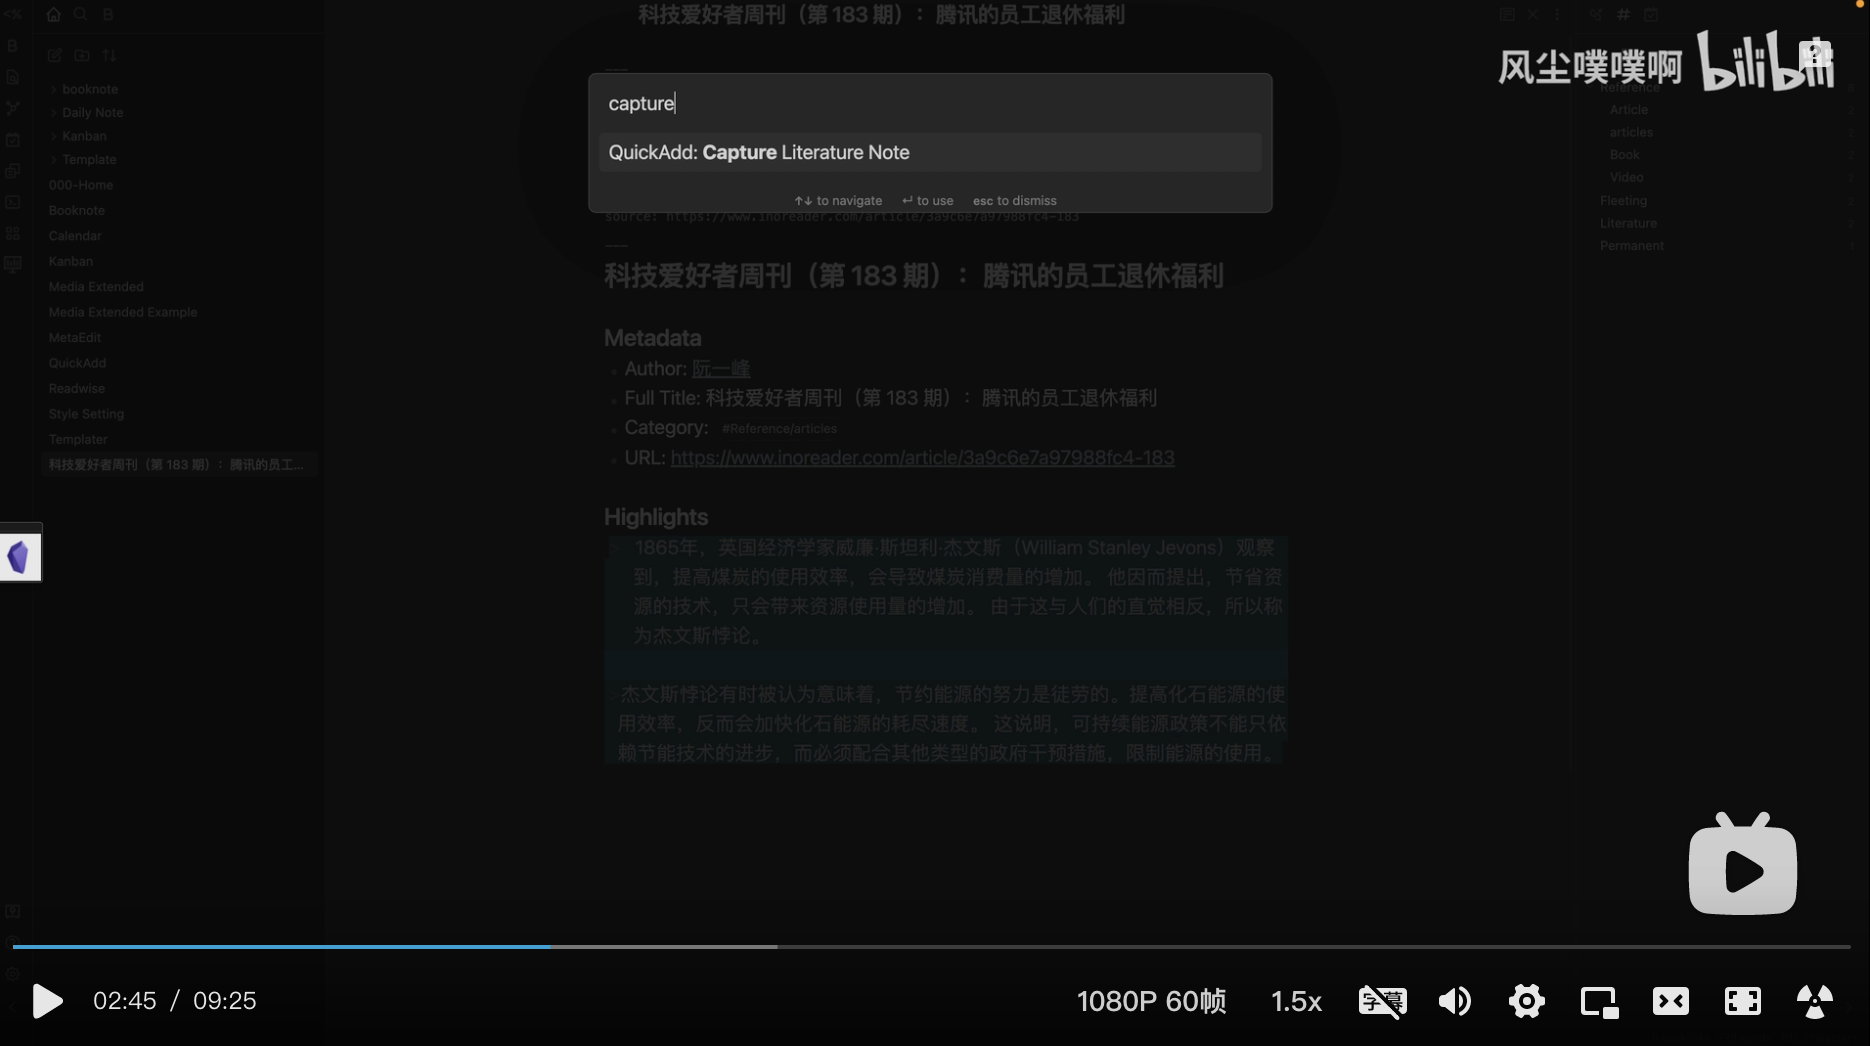 科技爱好者周刊（第 183 期）：腾讯的员工退休福利
风尘噗噗啊 bilibili
capture
QuickAdd: Capture Literature Note
↑↓ to navigate ↵ to use esc to dismiss
booknote
Daily Note
Kanban
Template
000-Home
Booknote
Calendar
Kanban
Media Extended
Media Extended Example
MetaEdit
QuickAdd
Readwise
Style Setting
Templater
科技爱好者周刊（第 183 期）：腾讯的员工...
source: https://www.inoreader.com/article/3a9c6e7a97988fc4-183
---
科技爱好者周刊（第 183 期）：腾讯的员工退休福利
Metadata
Author: 阮一峰
Full Title: 科技爱好者周刊（第 183 期）：腾讯的员工退休福利
Category: #Reference/articles
URL: https://www.inoreader.com/article/3a9c6e7a97988fc4-183
Highlights
1865年，英国经济学家威廉·斯坦利·杰文斯（William Stanley Jevons）观察
到，提高煤炭的使用效率，会导致煤炭消费量的增加。 他因而提出，节省资
源的技术，只会带来资源使用量的增加。 由于这与人们的直觉相反，所以称
为杰文斯悖论。
杰文斯悖论有时被认为意味着，节约能源的努力是徒劳的。提高化石能源的使
用效率，反而会加快化石能源的耗尽速度。 这说明，可持续能源政策不能只依
赖节能技术的进步，而必须配合其他类型的政府干预措施，限制能源的使用。
Reference
Article
articles
Book
Video
Fleeting
Literature
Permanent
02:45 / 09:25
1080P 60帧
1.5x
字幕